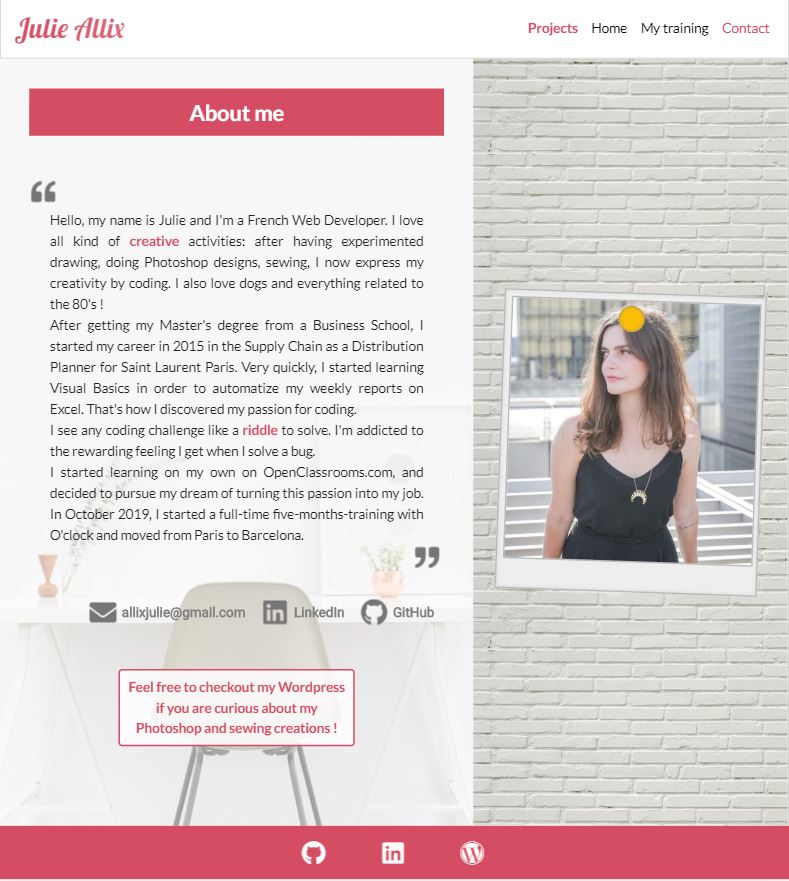 Julie Allix
Projects Home My training Contact
About me
“
Hello, my name is Julie and I'm a French Web Developer. I love
all kind of creative activities: after having experimented
drawing, doing Photoshop designs, sewing, I now express my
creativity by coding. I also love dogs and everything related to
the 80's !
After getting my Master's degree from a Business School, I
started my career in 2015 in the Supply Chain as a Distribution
Planner for Saint Laurent Paris. Very quickly, I started learning
Visual Basics in order to automatize my weekly reports on
Excel. That's how I discovered my passion for coding.
I see any coding challenge like a riddle to solve. I'm addicted to
the rewarding feeling I get when I solve a bug.
I started learning on my own on OpenClassrooms.com, and
decided to pursue my dream of turning this passion into my job.
In October 2019, I started a full-time five-months-training with
O'clock and moved from Paris to Barcelona.
”
allixjulie@gmail.com LinkedIn GitHub
Feel free to checkout my Wordpress
if you are curious about my
Photoshop and sewing creations !